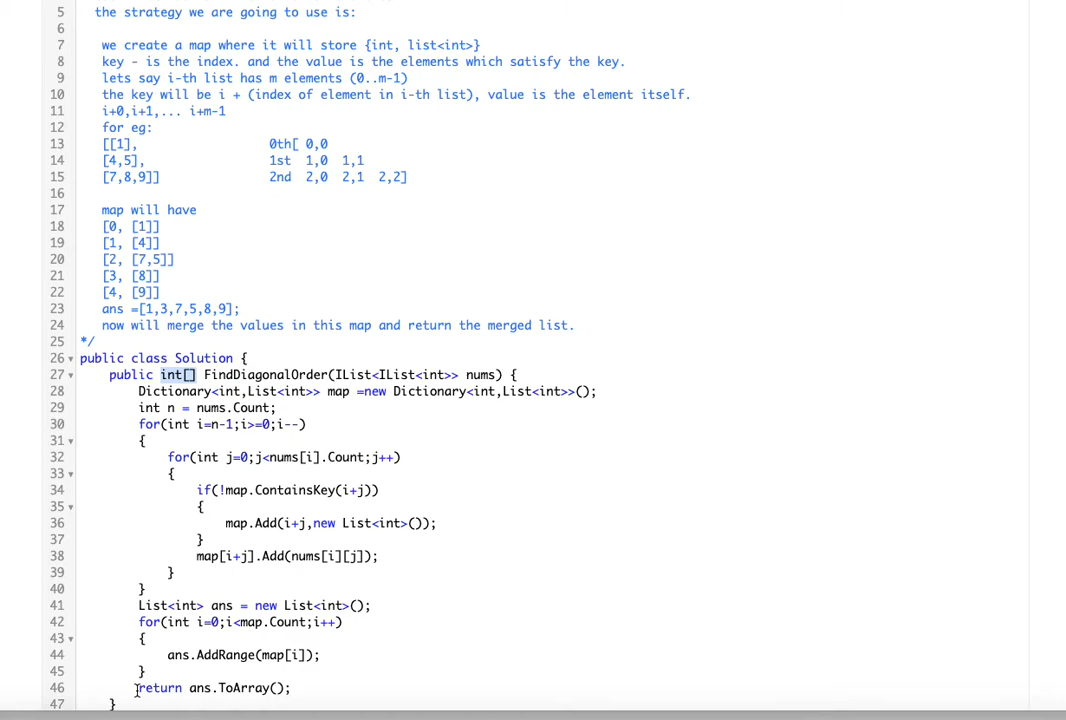 5 the strategy we are going to use is:
6
7 we create a map where it will store {int, list<int>}
8 key - is the index. and the value is the elements which satisfy the key.
9 lets say i-th list has m elements (0..m-1)
10 the key will be i + (index of element in i-th list), value is the element itself.
11 i+0,i+1,... i+m-1
12 for eg:
13 [[1], 0th[ 0,0
14 [4,5], 1st 1,0 1,1
15 [7,8,9]] 2nd 2,0 2,1 2,2]
16
17 map will have
18 [0, [1]]
19 [1, [4]]
20 [2, [7,5]]
21 [3, [8]]
22 [4, [9]]
23 ans =[1,3,7,5,8,9];
24 now will merge the values in this map and return the merged list.
25 */
26 public class Solution {
27 public int[] FindDiagonalOrder(IList<IList<int>> nums) {
28 Dictionary<int,List<int>> map =new Dictionary<int,List<int>>();
29 int n = nums.Count;
30 for(int i=n-1;i>=0;i--)
31 {
32 for(int j=0;j<nums[i].Count;j++)
33 {
34 if(!map.ContainsKey(i+j))
35 {
36 map.Add(i+j,new List<int>());
37 }
38 map[i+j].Add(nums[i][j]);
39 }
40 }
41 List<int> ans = new List<int>();
42 for(int i=0;i<map.Count;i++)
43 {
44 ans.AddRange(map[i]);
45 }
46 return ans.ToArray();
47 }